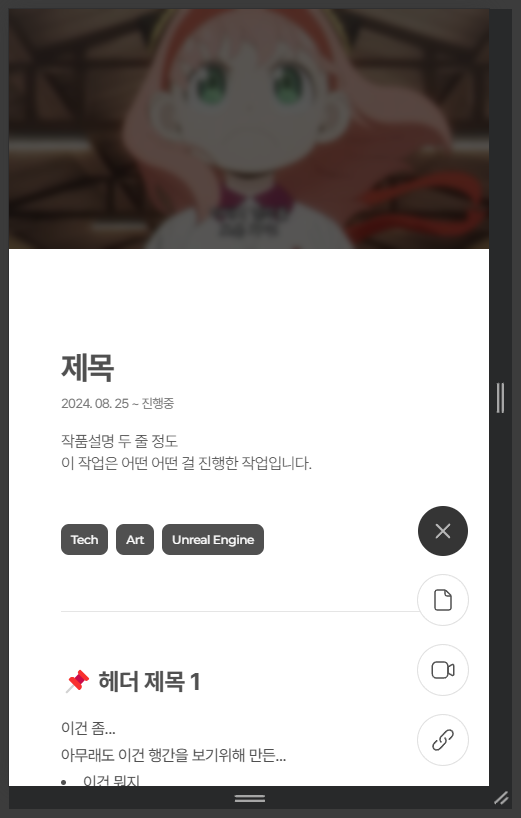 제목
2024. 08. 25 ~ 진행중
작품설명 두 줄 정도
이 작업은 어떤 어떤 걸 진행한 작업입니다.
Tech Art Unreal Engine
📌 헤더 제목 1
이건 좀...
아무래도 이건 행간을 보기위해 만든...
• 이건 뭐지